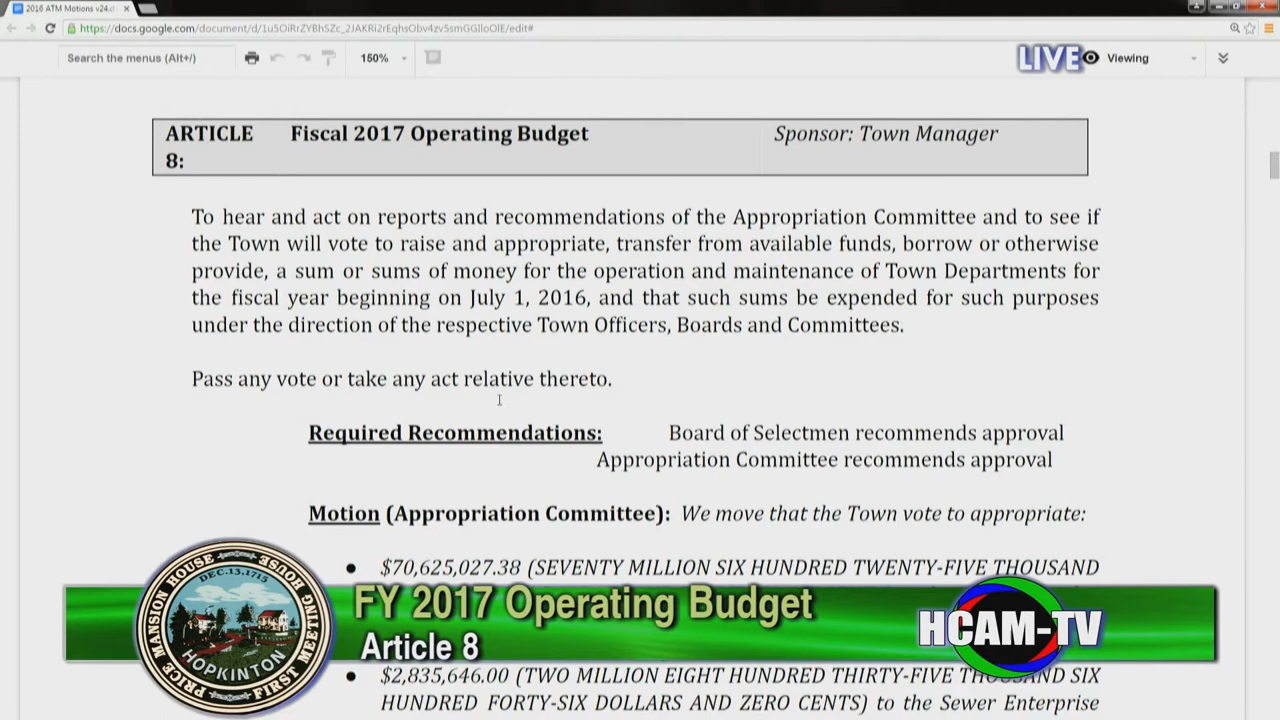 2016 ATM Motions v24.d
https://docs.google.com/document/d/1u5OiRrZYBhSZc_2JAKRi2rEqhsObv4zv5smGGlloOlE/edit#
Search the menus (Alt+/)
150%
LIVE
Viewing
ARTICLE 8: Fiscal 2017 Operating Budget Sponsor: Town Manager
To hear and act on reports and recommendations of the Appropriation Committee and to see if
the Town will vote to raise and appropriate, transfer from available funds, borrow or otherwise
provide, a sum or sums of money for the operation and maintenance of Town Departments for
the fiscal year beginning on July 1, 2016, and that such sums be expended for such purposes
under the direction of the respective Town Officers, Boards and Committees.
Pass any vote or take any act relative thereto.
Required Recommendations: Board of Selectmen recommends approval
Appropriation Committee recommends approval
Motion (Appropriation Committee): We move that the Town vote to appropriate:
● $70,625,027.38 (SEVENTY MILLION SIX HUNDRED TWENTY-FIVE THOUSAND
FY 2017 Operating Budget
Article 8
HCAM-TV
PRICE MANSION HOUSE
FIRST MEETING HOUSE
DEC.13.1715
HOPKINTON
● $2,835,646.00 (TWO MILLION EIGHT HUNDRED THIRTY-FIVE THOUSAND SIX
HUNDRED FORTY-SIX DOLLARS AND ZERO CENTS) to the Sewer Enterprise